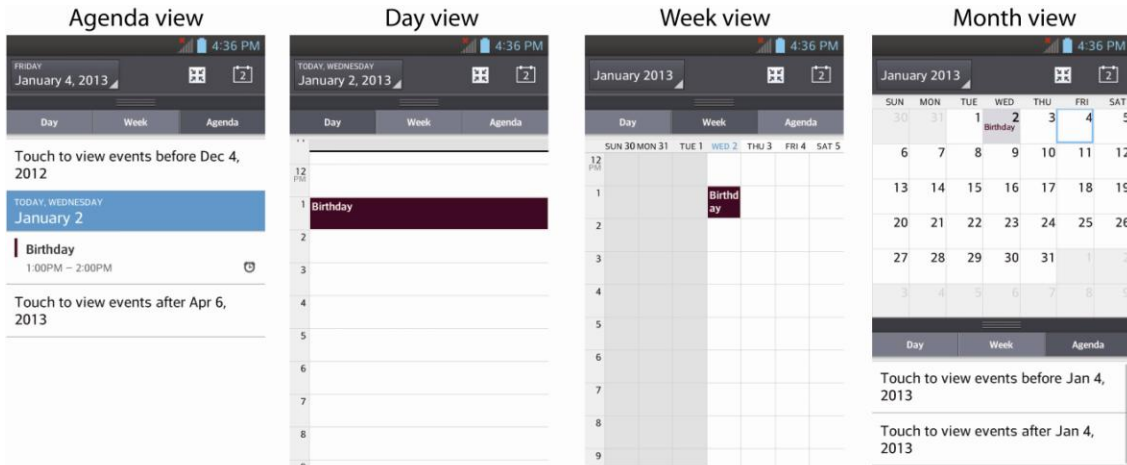 Agenda view
4:36 PM
FRIDAY
January 4, 2013
2
Day Week Agenda
Touch to view events before Dec 4,
2012
TODAY, WEDNESDAY
January 2
Birthday
1:00PM – 2:00PM
Touch to view events after Apr 6,
2013
Day view
4:36 PM
TODAY, WEDNESDAY
January 2, 2013
2
Day Week Agenda
12
PM
1 Birthday
2
3
4
5
6
7
8
Week view
4:36 PM
January 2013
2
Day Week Agenda
SUN 30 MON 31 TUE 1 WED 2 THU 3 FRI 4 SAT 5
12
PM
1 Birthd
ay
2
3
4
5
6
7
8
9
Month view
4:36 PM
January 2013
2
SUN MON TUE WED THU FRI SAT
30 31 1 2 3 4 5
Birthday
6 7 8 9 10 11 12
13 14 15 16 17 18 19
20 21 22 23 24 25 26
27 28 29 30 31 1 2
3 4 5 6 7 8 9
Day Week Agenda
Touch to view events before Jan 4,
2013
Touch to view events after Jan 4,
2013